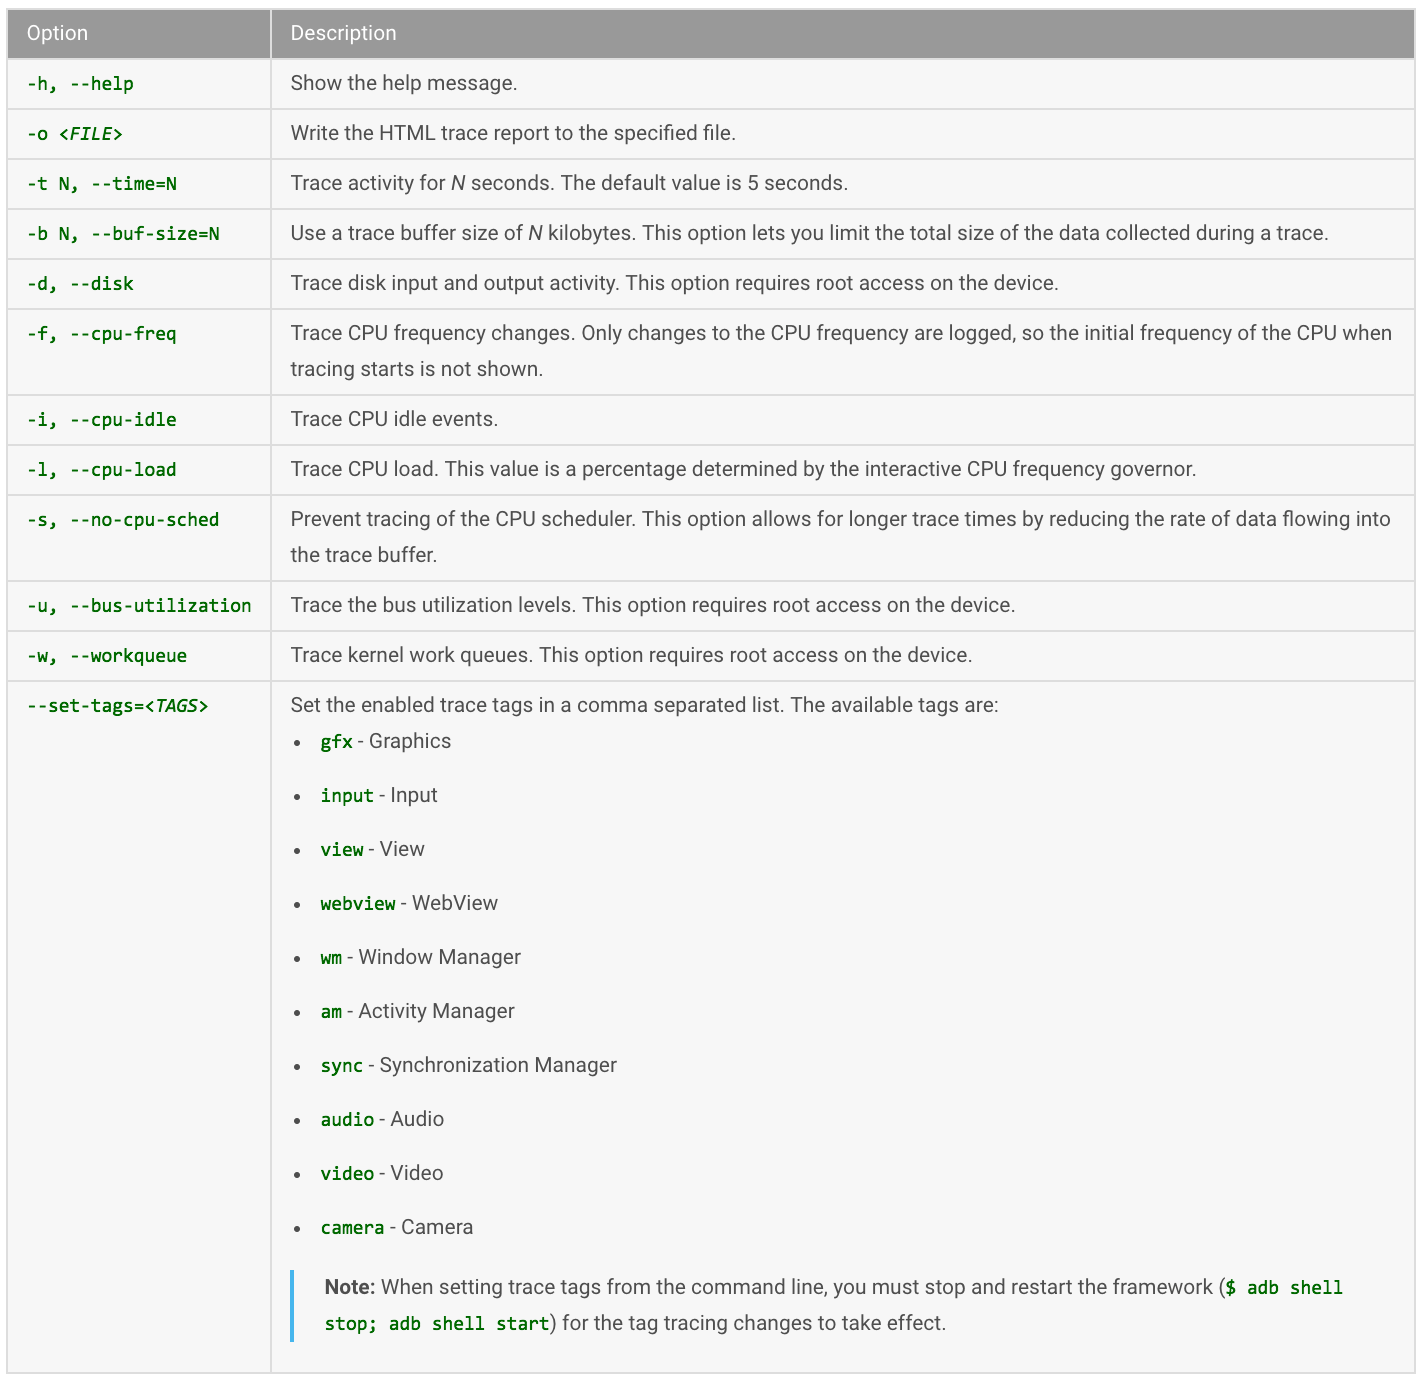 Option Description
-h, --help Show the help message.
-o <FILE> Write the HTML trace report to the specified file.
-t N, --time=N Trace activity for N seconds. The default value is 5 seconds.
-b N, --buf-size=N Use a trace buffer size of N kilobytes. This option lets you limit the total size of the data collected during a trace.
-d, --disk Trace disk input and output activity. This option requires root access on the device.
-f, --cpu-freq Trace CPU frequency changes. Only changes to the CPU frequency are logged, so the initial frequency of the CPU when
tracing starts is not shown.
-i, --cpu-idle Trace CPU idle events.
-l, --cpu-load Trace CPU load. This value is a percentage determined by the interactive CPU frequency governor.
-s, --no-cpu-sched Prevent tracing of the CPU scheduler. This option allows for longer trace times by reducing the rate of data flowing into
the trace buffer.
-u, --bus-utilization Trace the bus utilization levels. This option requires root access on the device.
-w, --workqueue Trace kernel work queues. This option requires root access on the device.
--set-tags=<TAGS> Set the enabled trace tags in a comma separated list. The available tags are:
• gfx - Graphics
• input - Input
• view - View
• webview - WebView
• wm - Window Manager
• am - Activity Manager
• sync - Synchronization Manager
• audio - Audio
• video - Video
• camera - Camera
Note: When setting trace tags from the command line, you must stop and restart the framework ($ adb shell
stop; adb shell start) for the tag tracing changes to take effect.